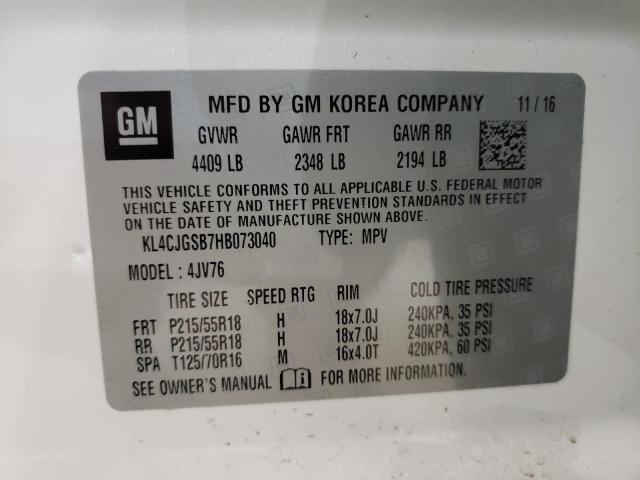 GM MFD BY GM KOREA COMPANY 11/16
GVWR GAWR FRT GAWR RR
4409 LB 2348 LB 2194 LB
THIS VEHICLE CONFORMS TO ALL APPLICABLE U.S. FEDERAL MOTOR
VEHICLE SAFETY AND THEFT PREVENTION STANDARDS IN EFFECT
ON THE DATE OF MANUFACTURE SHOWN ABOVE.
KL4CJGSB7HB073040 TYPE: MPV
MODEL: 4JV76
TIRE SIZE SPEED RTG RIM COLD TIRE PRESSURE
FRT P215/55R18 H 18x7.0J 240KPA, 35 PSI
RR P215/55R18 H 18x7.0J 240KPA, 35 PSI
SPA T125/70R16 M 16x4.0T 420KPA, 60 PSI
SEE OWNER'S MANUAL FOR MORE INFORMATION.